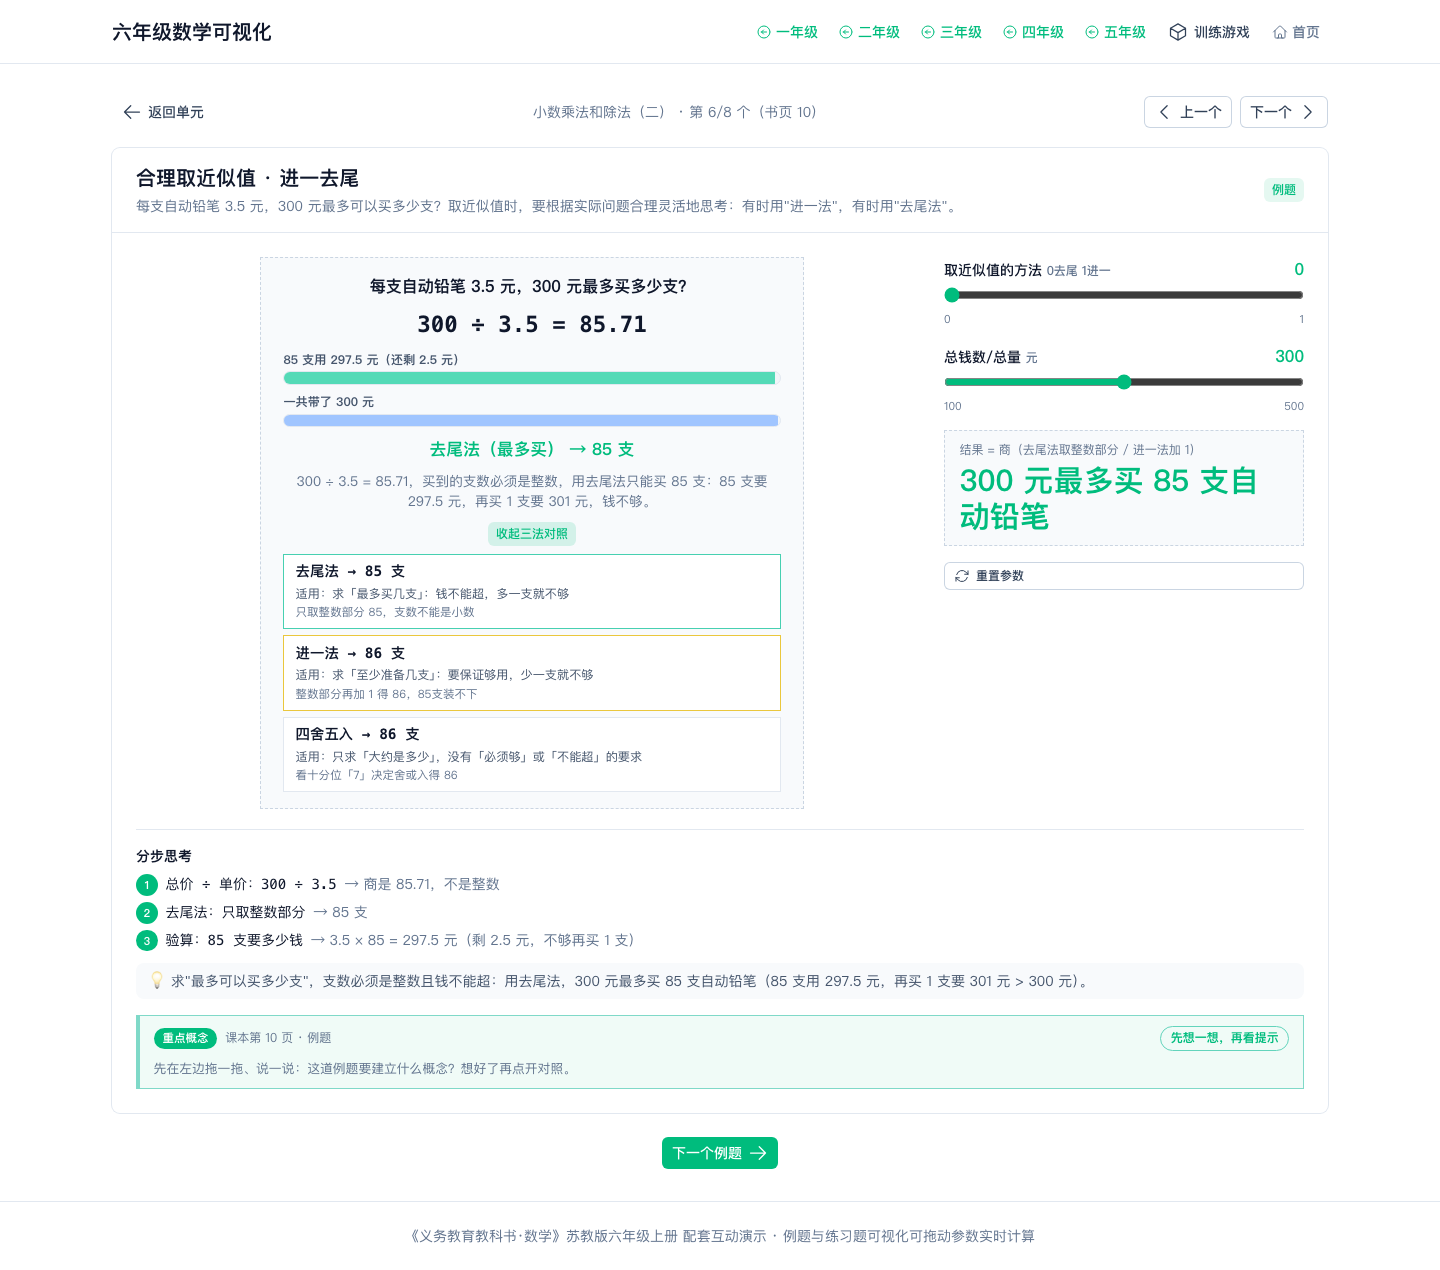 六年级数学可视化
一年级 二年级 三年级 四年级 五年级 训练游戏 首页
返回单元
小数乘法和除法（二） · 第 6/8 个（书页 10）
上一个 下一个
合理取近似值 · 进一去尾
每支自动铅笔 3.5 元，300 元最多可以买多少支？取近似值时，要根据实际问题合理灵活地思考：有时用"进一法"，有时用"去尾法"。
例题
每支自动铅笔 3.5 元，300 元最多买多少支？
300 ÷ 3.5 = 85.71
85 支用 297.5 元（还剩 2.5 元）
一共带了 300 元
去尾法（最多买） → 85 支
300 ÷ 3.5 = 85.71，买到的支数必须是整数，用去尾法只能买 85 支：85 支要
297.5 元，再买 1 支要 301 元，钱不够。
收起三法对照
去尾法 → 85 支
适用：求「最多买几支」：钱不能超，多一支就不够
只取整数部分 85，支数不能是小数
进一法 → 86 支
适用：求「至少准备几支」：要保证够用，少一支就不够
整数部分再加 1 得 86，85支装不下
四舍五入 → 86 支
适用：只求「大约是多少」，没有「必须够」或「不能超」的要求
看十分位「7」决定舍或入得 86
取近似值的方法 0去尾 1进一 0
0 1
总钱数/总量 元 300
100 500
结果 = 商（去尾法取整数部分 / 进一法加 1）
300 元最多买 85 支自
动铅笔
重置参数
分步思考
1 总价 ÷ 单价：300 ÷ 3.5 → 商是 85.71，不是整数
2 去尾法：只取整数部分 → 85 支
3 验算：85 支要多少钱 → 3.5 × 85 = 297.5 元（剩 2.5 元，不够再买 1 支）
求"最多可以买多少支"，支数必须是整数且钱不能超：用去尾法，300 元最多买 85 支自动铅笔（85 支用 297.5 元，再买 1 支要 301 元 > 300 元）。
重点概念 课本第 10 页 · 例题
先想一想，再看提示
先在左边拖一拖、说一说：这道例题要建立什么概念？想好了再点开对照。
下一个例题
《义务教育教科书·数学》苏教版六年级上册 配套互动演示 · 例题与练习题可视化可拖动参数实时计算